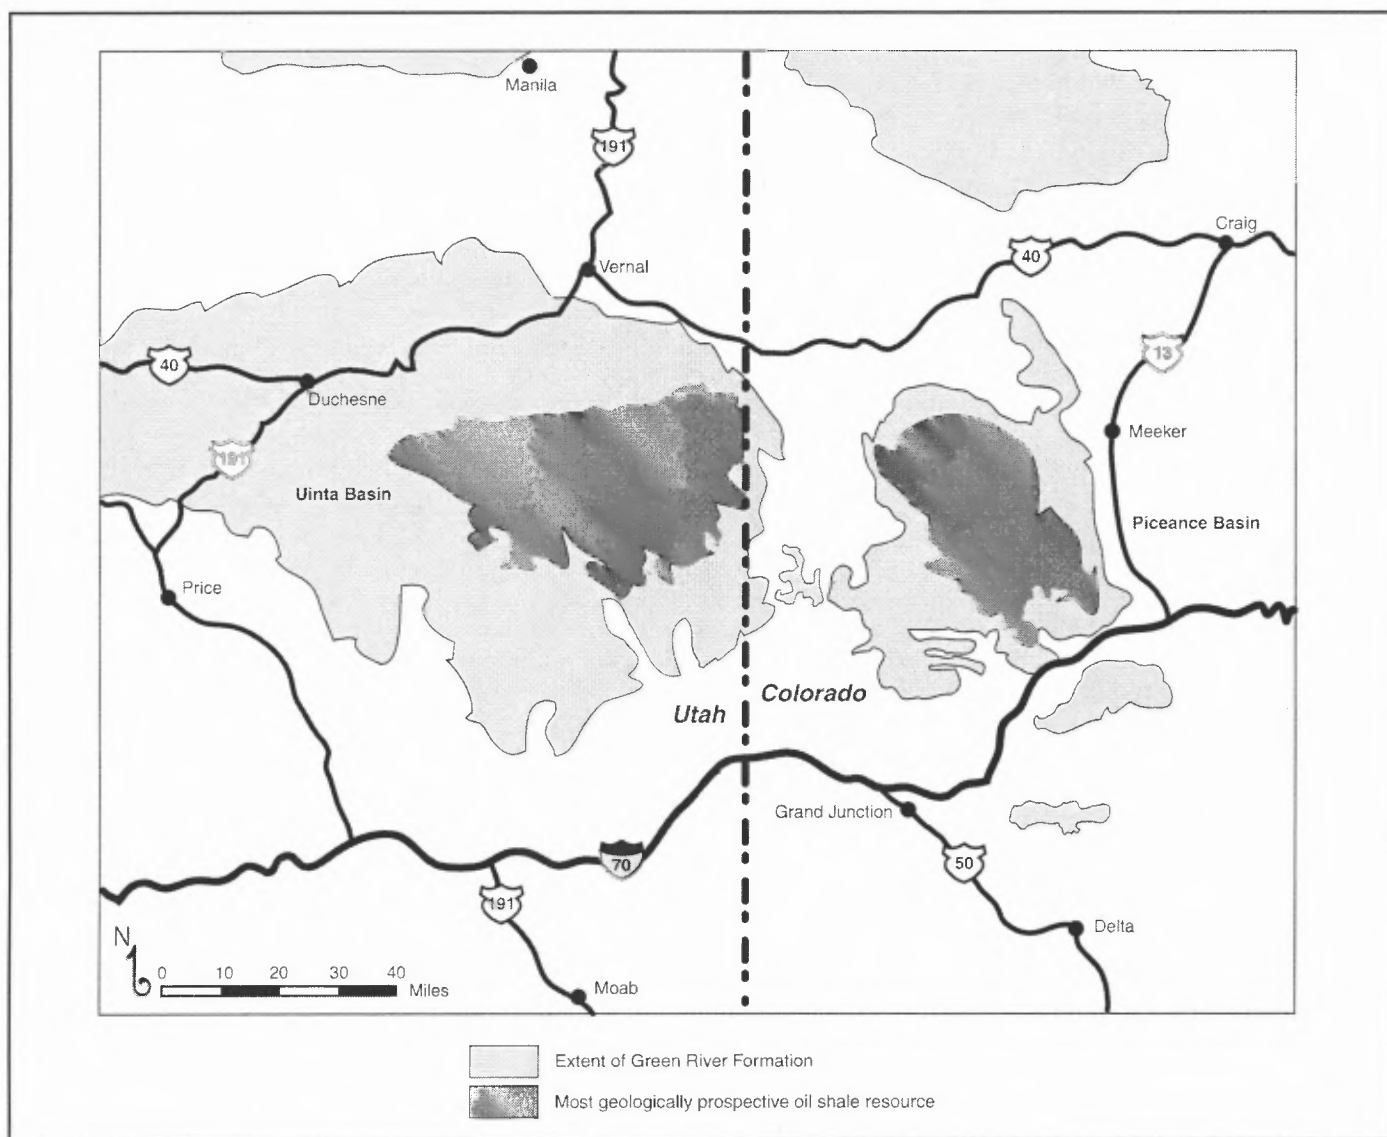 Manila
191
Craig
40
Vernal
13
40
Duchesne
Meeker
191
Uinta Basin
Piceance Basin
Price
Colorado
Utah
Grand Junction
70
50
191
Delta
N
0 10 20 30 40
Miles
Moab
Extent of Green River Formation
Most geologically prospective oil shale resource